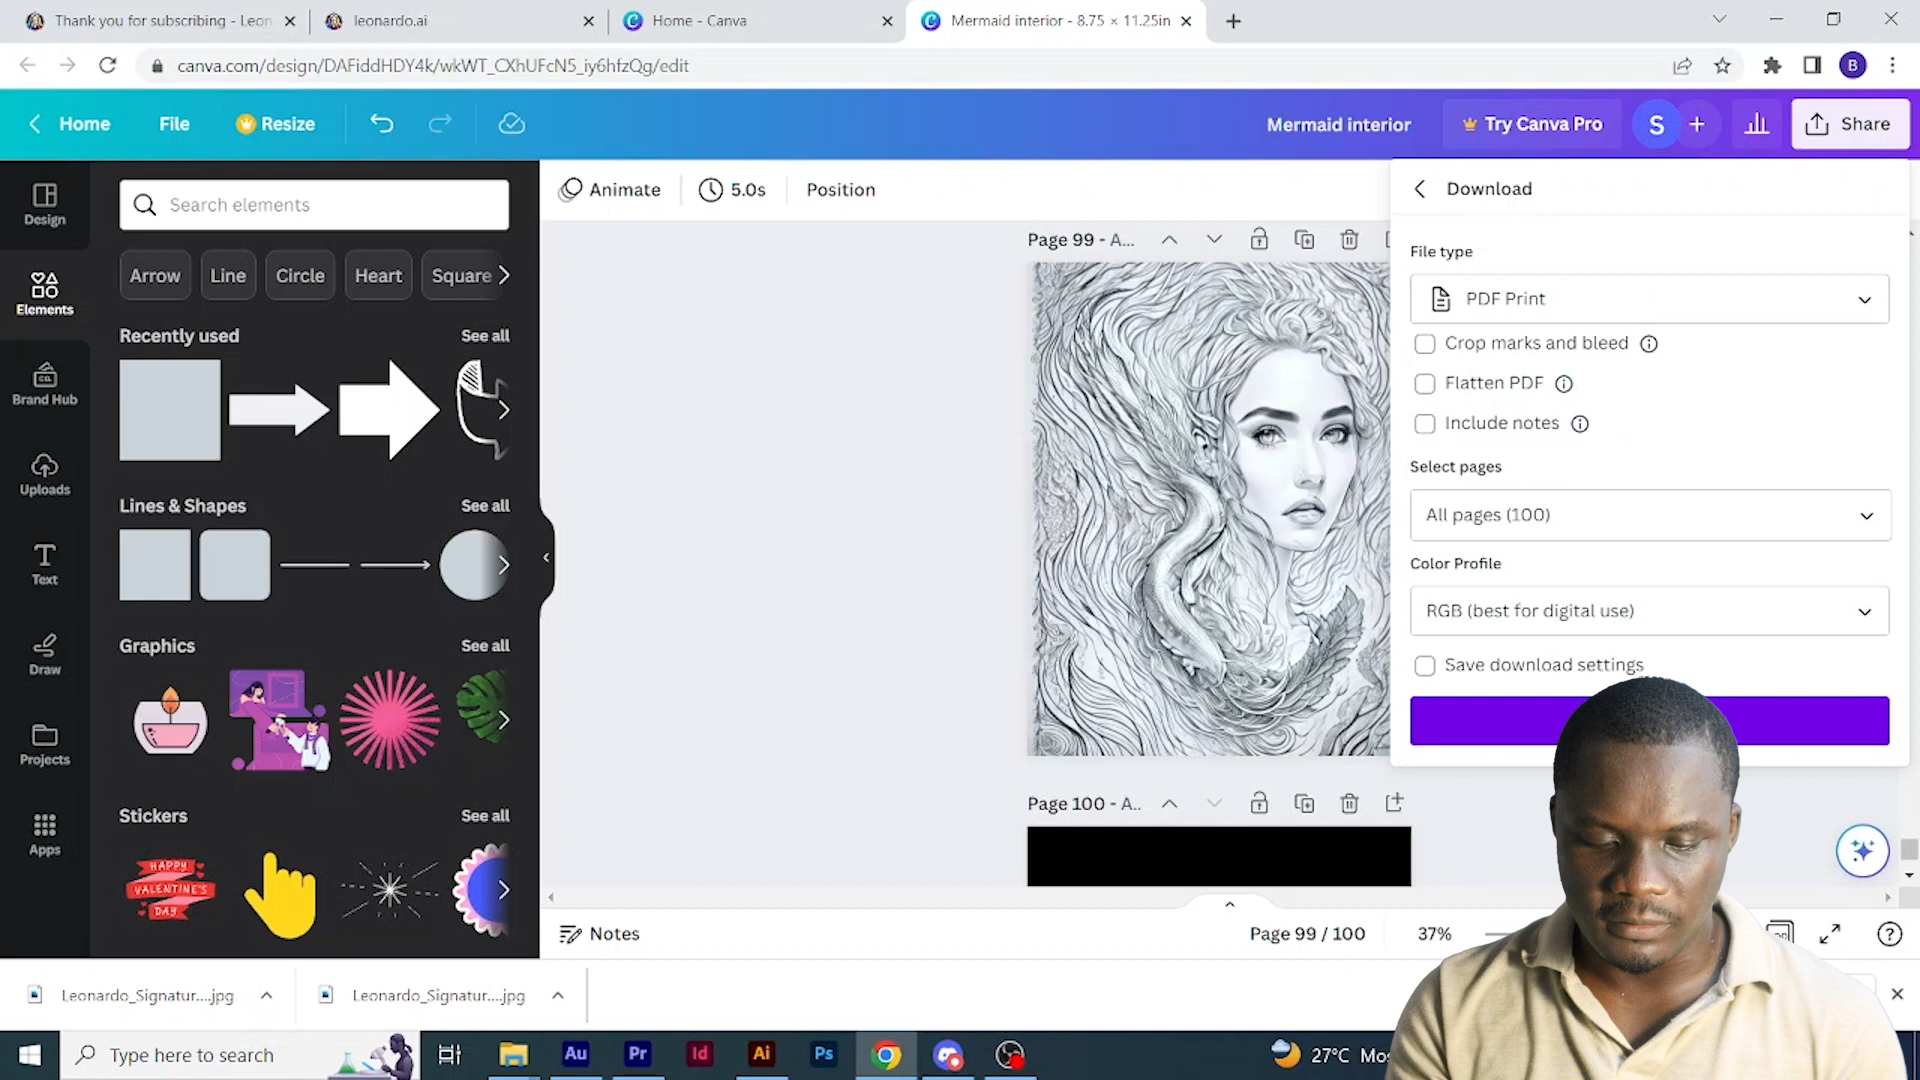 Thank you for subscribing - Leon
leonardo.ai
Home - Canva
Mermaid interior - 8.75 × 11.25in
canva.com/design/DAFiddHDY4k/wkWT_CXhUFcN5_iy6hfzQg/edit
B
Home
File
Resize
Mermaid interior
Try Canva Pro
S
Share
Design
Elements
Brand Hub
Uploads
Text
Draw
Projects
Apps
Search elements
Arrow
Line
Circle
Heart
Square
Recently used
See all
Lines & Shapes
See all
Graphics
See all
Stickers
See all
HAPPY
VALENTINE'S
DAY
Animate
5.0s
Position
Page 99 - A...
Page 100 - A..
Download
File type
PDF Print
Crop marks and bleed
Flatten PDF
Include notes
Select pages
All pages (100)
Color Profile
RGB (best for digital use)
Save download settings
Notes
Page 99 / 100
37%
Leonardo_Signatur....jpg
Leonardo_Signatur....jpg
Type here to search
Au
Pr
Id
Ai
Ps
27°C